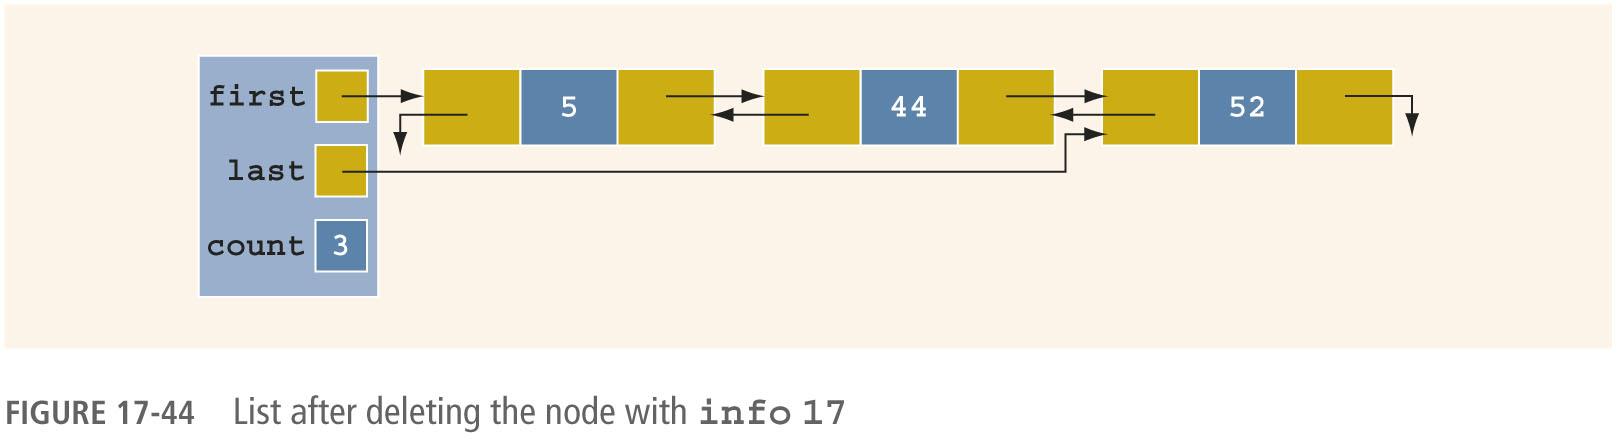 first 5 44 52
last
count 3
FIGURE 17-44 List after deleting the node with info 17